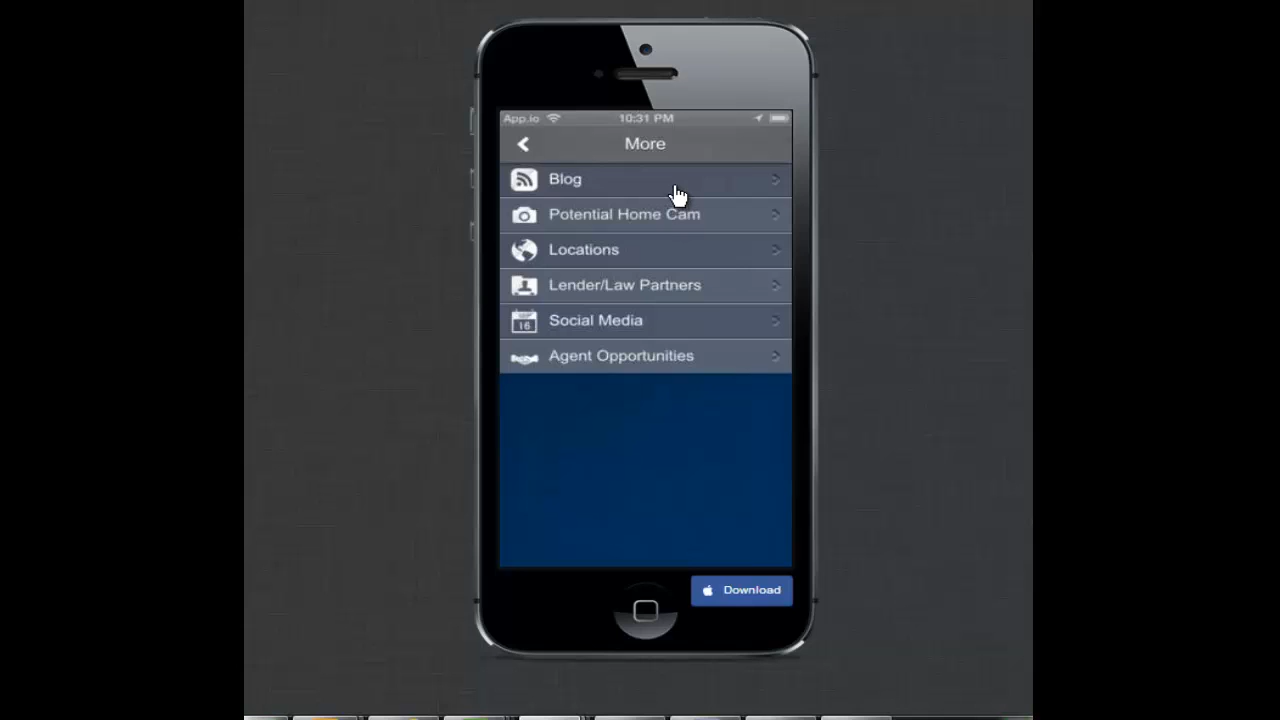 App.io 10:31 PM
More
Blog
Potential Home Cam
Locations
Lender/Law Partners
16
Social Media
Agent Opportunities
Download